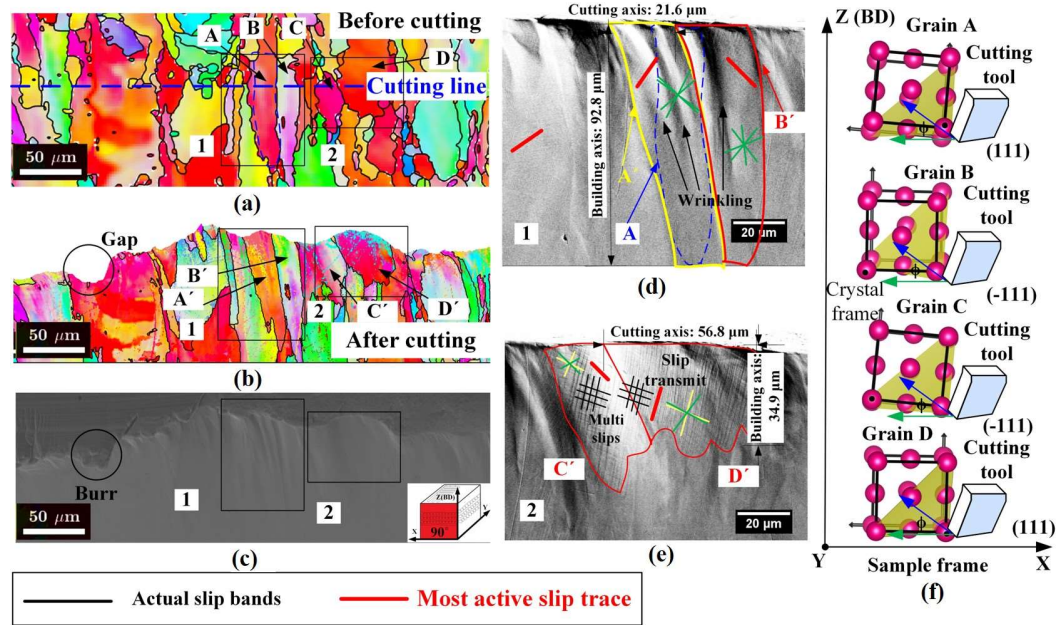 Before cutting
A
B
C
D
Cutting line
1
2
50 μm
(a)
Gap
B´
A´
1
2
C´
D´
After cutting
50 μm
(b)
Burr
1
2
50 μm
Z(BD)
Y
X
90°
(c)
Cutting axis: 21.6 μm
Building axis: 92.8 μm
B´
A´
A
Wrinkling
1
20 μm
(d)
Cutting axis: 56.8 μm
Slip
transmit
Multi
slips
Building axis:
34.9 μm
C´
D´
2
20 μm
(e)
Z (BD)
Grain A
Cutting
tool
ϕ
(111)
Grain B
Cutting
tool
ϕ
Crystal
frame
(-111)
Grain C
Cutting
tool
ϕ
(-111)
Grain D
Cutting
tool
ϕ
(111)
Y
Sample frame
X
(f)
Actual slip bands
Most active slip trace